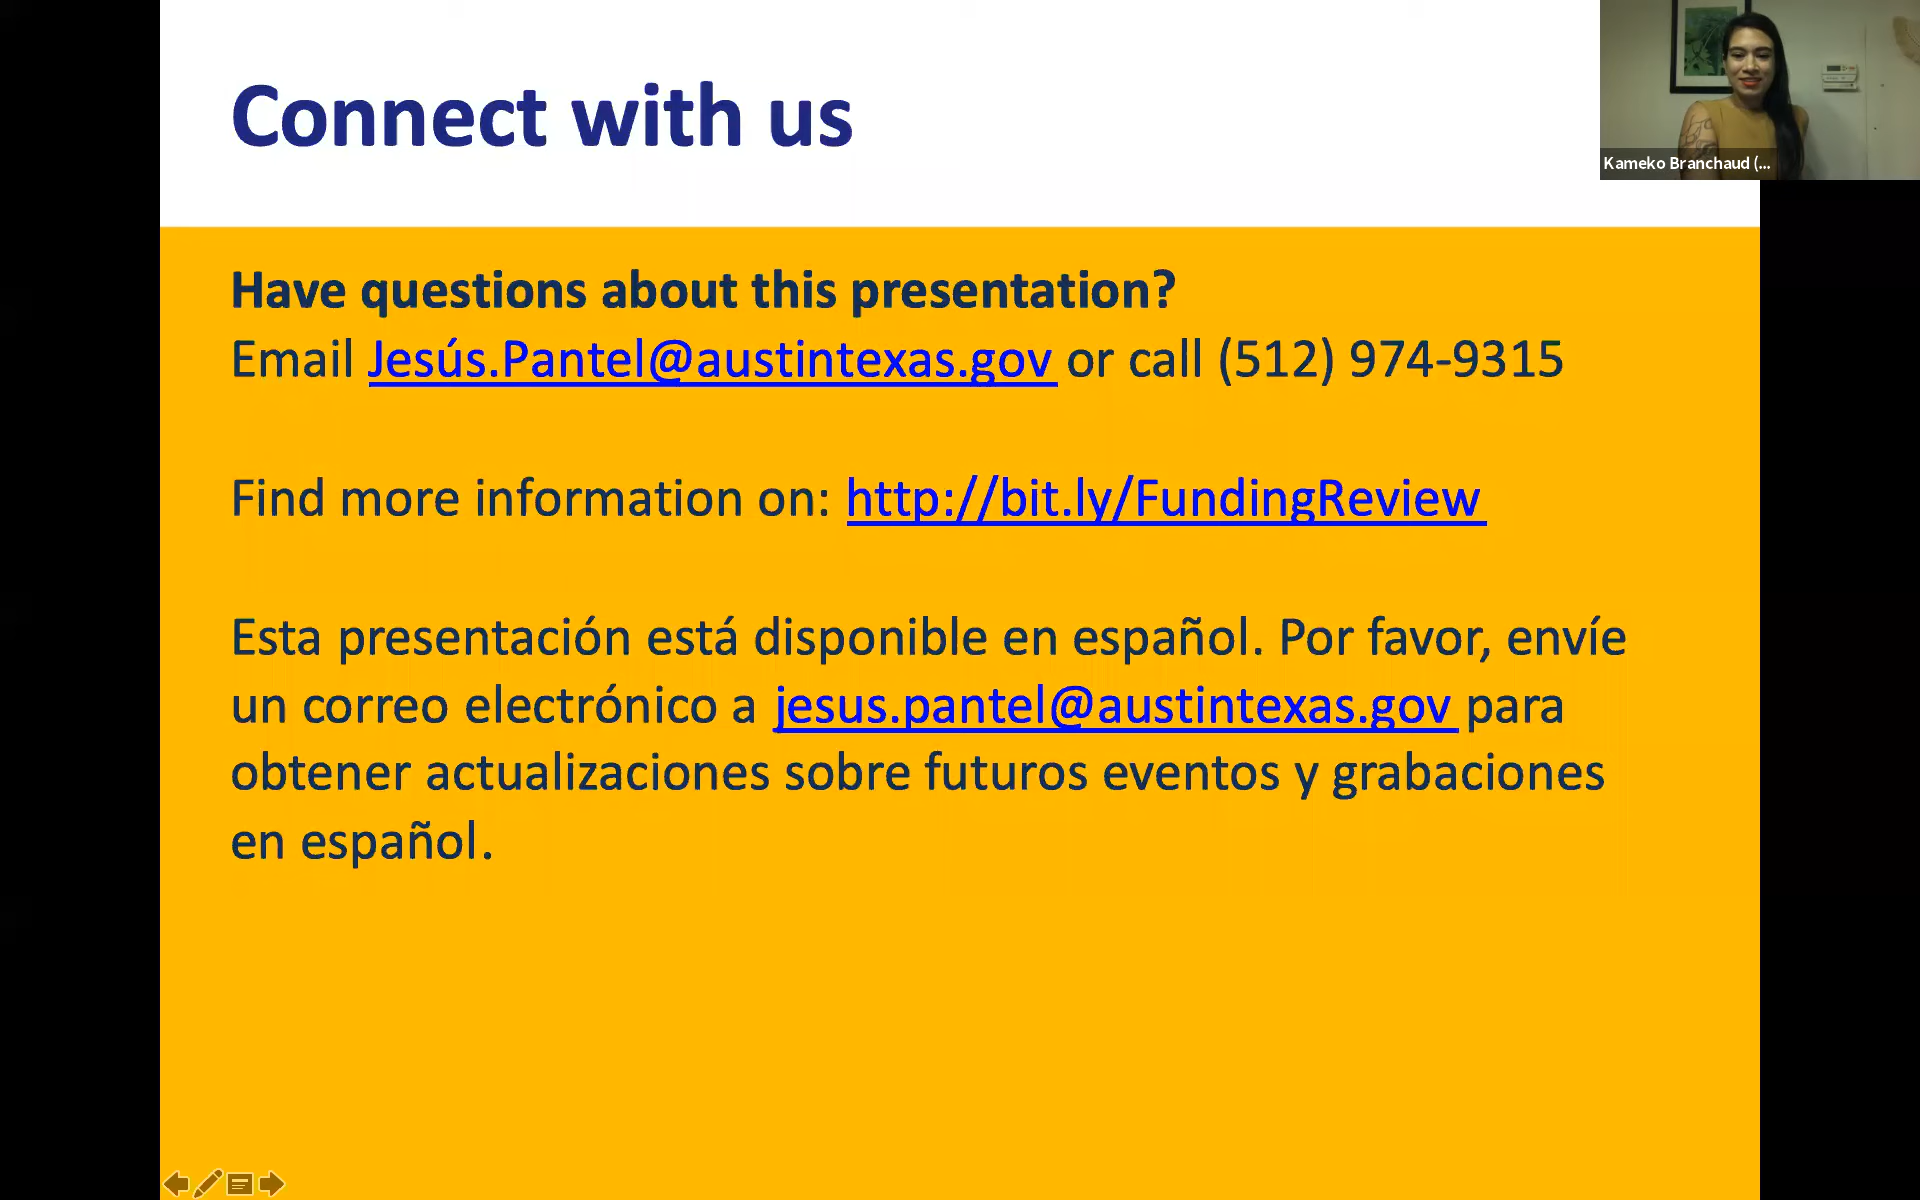 Connect with us
Kameko Branchaud (...
Have questions about this presentation?
Email Jesús.Pantel@austintexas.gov or call (512) 974-9315
Find more information on: http://bit.ly/FundingReview
Esta presentación está disponible en español. Por favor, envíe
un correo electrónico a jesus.pantel@austintexas.gov para
obtener actualizaciones sobre futuros eventos y grabaciones
en español.